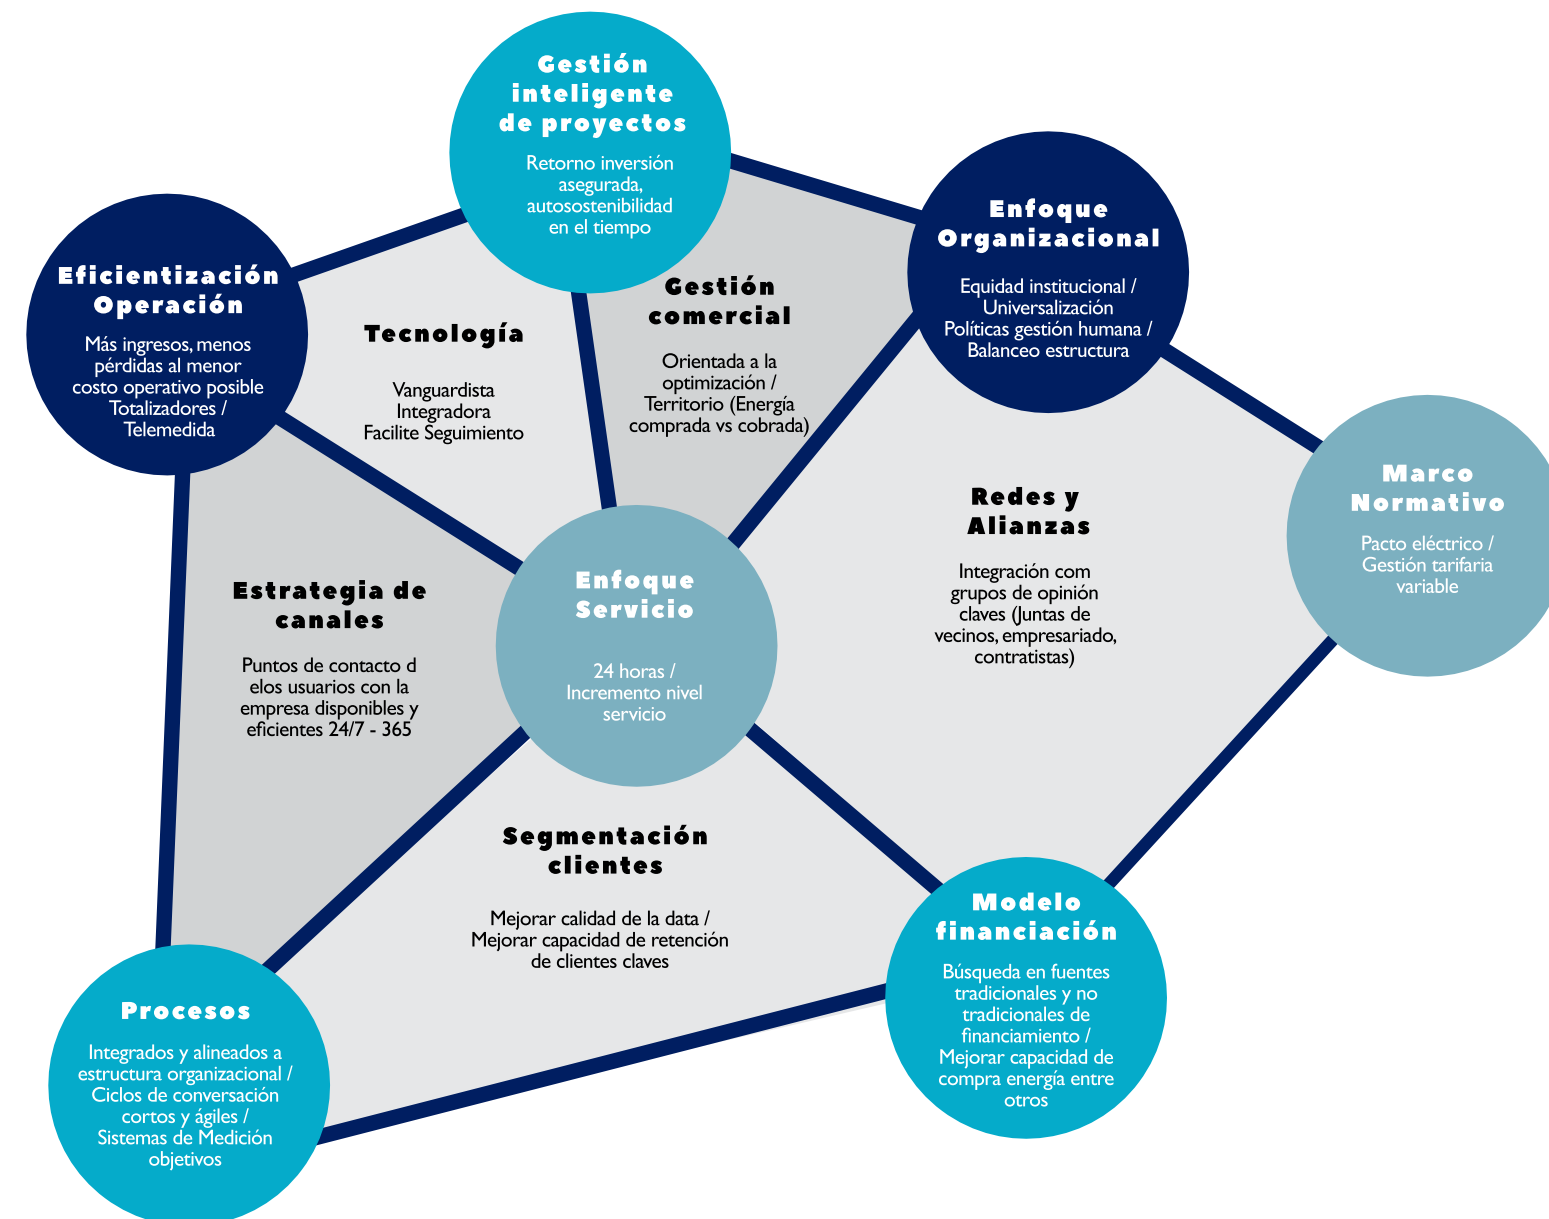 Gestión
inteligente
de proyectos
Retorno inversión
asegurada,
autosostenibilidad
en el tiempo
Enfoque
Organizacional
Equidad institucional /
Universalización
Políticas gestión humana /
Balanceo estructura
Eficientización
Operación
Más ingresos, menos
pérdidas al menor
costo operativo posible
Totalizadores /
Telemedida
Tecnología
Vanguardista
Integradora
Facilite Seguimiento
Gestión
comercial
Orientada a la
optimización /
Territorio (Energía
comprada vs cobrada)
Marco
Normativo
Pacto eléctrico /
Gestión tarifaria
variable
Redes y
Alianzas
Integración com
grupos de opinión
claves (Juntas de
vecinos, empresariado,
contratistas)
Enfoque
Servicio
24 horas /
Incremento nivel
servicio
Estrategia de
canales
Puntos de contacto d
elos usuarios con la
empresa disponibles y
eficientes 24/7 - 365
Segmentación
clientes
Mejorar calidad de la data /
Mejorar capacidad de retención
de clientes claves
Modelo
financiación
Búsqueda en fuentes
tradicionales y no
tradicionales de
financiamiento /
Mejorar capacidad de
compra energía entre
otros
Procesos
Integrados y alineados a
estructura organizacional /
Ciclos de conversación
cortos y ágiles /
Sistemas de Medición
objetivos